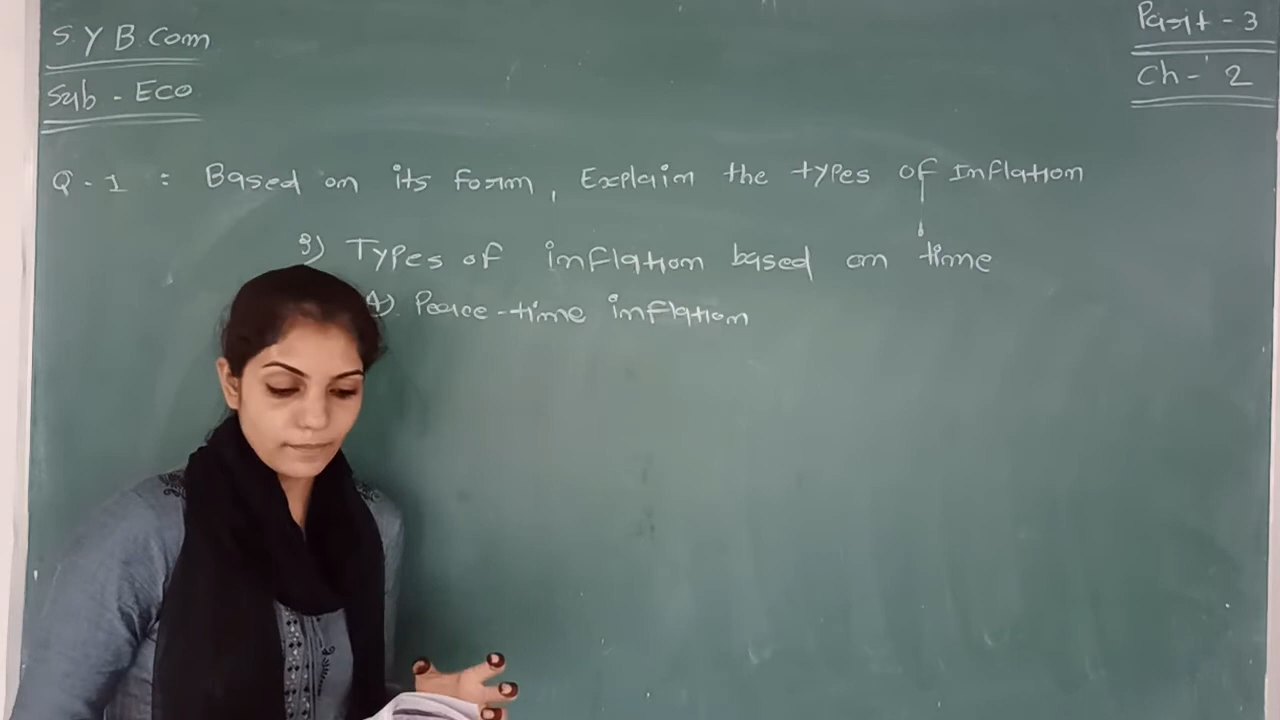 S.Y B.Com
Sub - Eco
Part - 3
Ch - 2
Q-1 : Based on its form, Explain the types of Inflation
3) Types of inflation based on time
A) Peace-time inflation